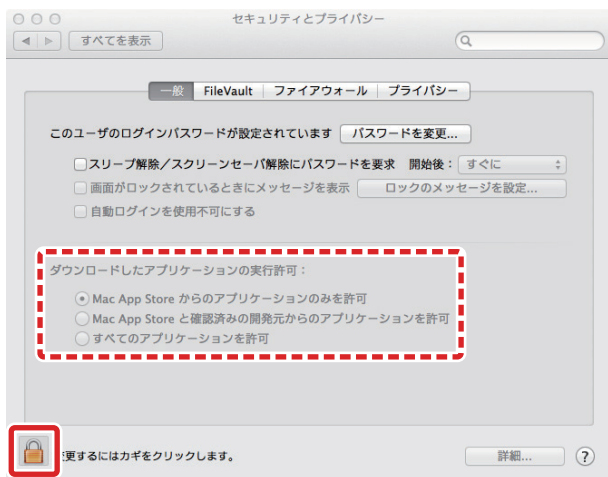 セキュリティとプライバシー
すべてを表示
一般 FileVault ファイアウォール プライバシー
このユーザのログインパスワードが設定されています パスワードを変更...
スリープ解除／スクリーンセーバ解除にパスワードを要求 開始後： すぐに
画面がロックされているときにメッセージを表示 ロックのメッセージを設定...
自動ログインを使用不可にする
ダウンロードしたアプリケーションの実行許可：
Mac App Store からのアプリケーションのみを許可
Mac App Store と確認済みの開発元からのアプリケーションを許可
すべてのアプリケーションを許可
更するにはカギをクリックします。 詳細... ?